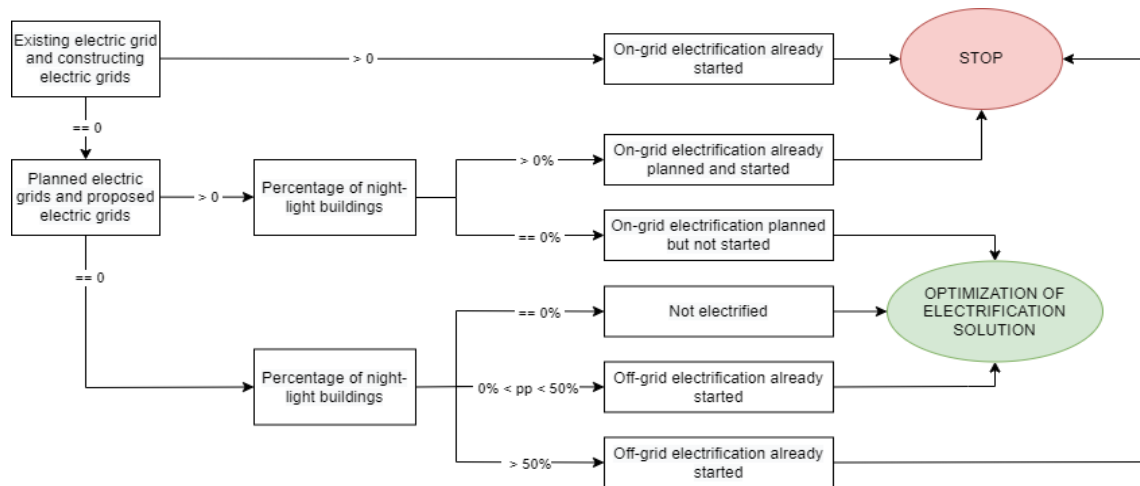 Existing electric grid
and constructing
electric grids
> 0
On-grid electrification already
started
STOP
== 0
Planned electric
grids and proposed
electric grids
> 0
Percentage of night-
light buildings
> 0%
On-grid electrification already
planned and started
== 0%
On-grid electrification planned
but not started
== 0
== 0%
Not electrified
OPTIMIZATION OF
ELECTRIFICATION
SOLUTION
Percentage of night-
light buildings
0% < pp < 50%
Off-grid electrification already
started
> 50%
Off-grid electrification already
started